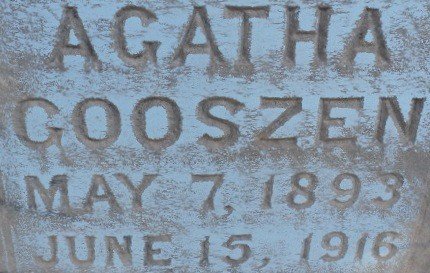 AGATHA
GOOSZEN
MAY 7, 1893
JUNE 15, 1916